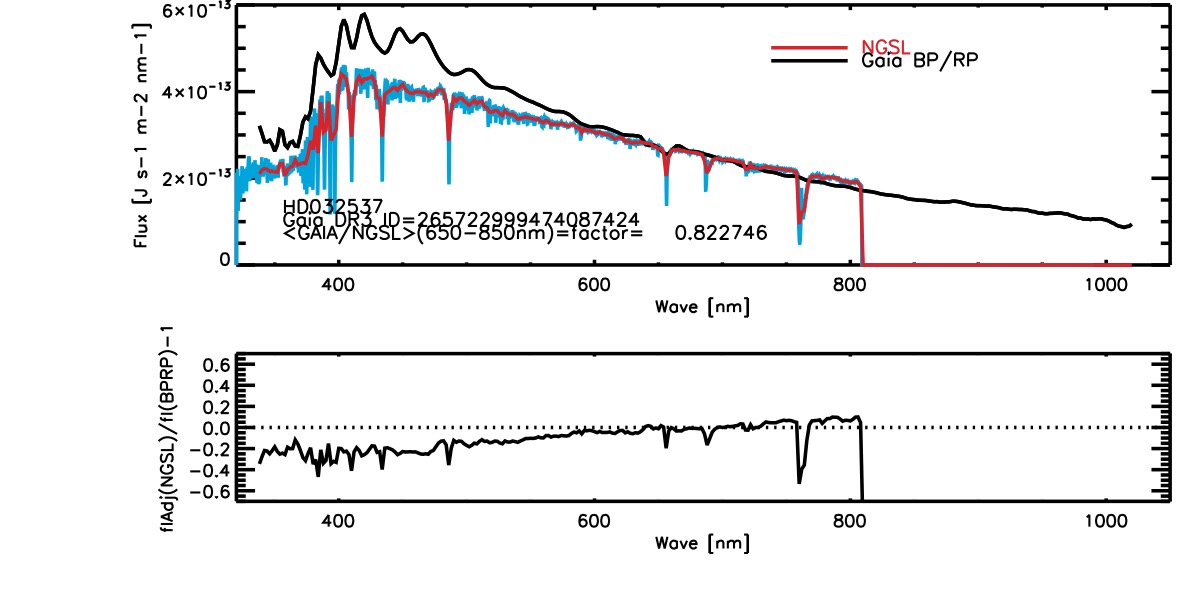 6×10−13
4×10−13
2×10−13
0
Flux [J s−1 m−2 nm−1]
NGSL
Gaia BP/RP
HD032537
Gaia DR3 ID=265722999474087424
<GAIA/NGSL>(650−850nm)=factor= 0.822746
400 600 800 1000
Wave [nm]
0.6
0.4
0.2
0.0
−0.2
−0.4
−0.6
flAdj(NGSL)/fl(BPRP)−1
400 600 800 1000
Wave [nm]